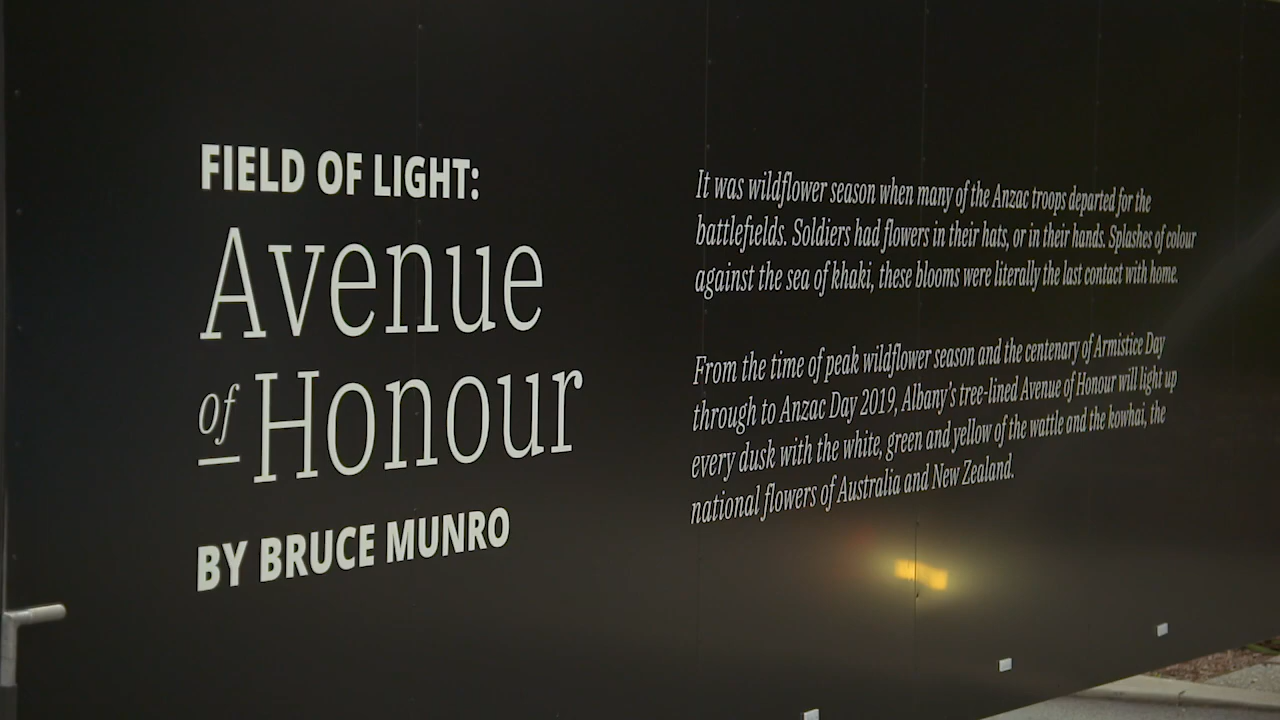 FIELD OF LIGHT:
Avenue
of Honour
BY BRUCE MUNRO
It was wildflower season when many of the Anzac troops departed for the
battlefields. Soldiers had flowers in their hats, or in their hands. Splashes of colour
against the sea of khaki, these blooms were literally the last contact with home.
From the time of peak wildflower season and the centenary of Armistice Day
through to Anzac Day 2019, Albany's tree-lined Avenue of Honour will light up
every dusk with the white, green and yellow of the wattle and the kowhai, the
national flowers of Australia and New Zealand.